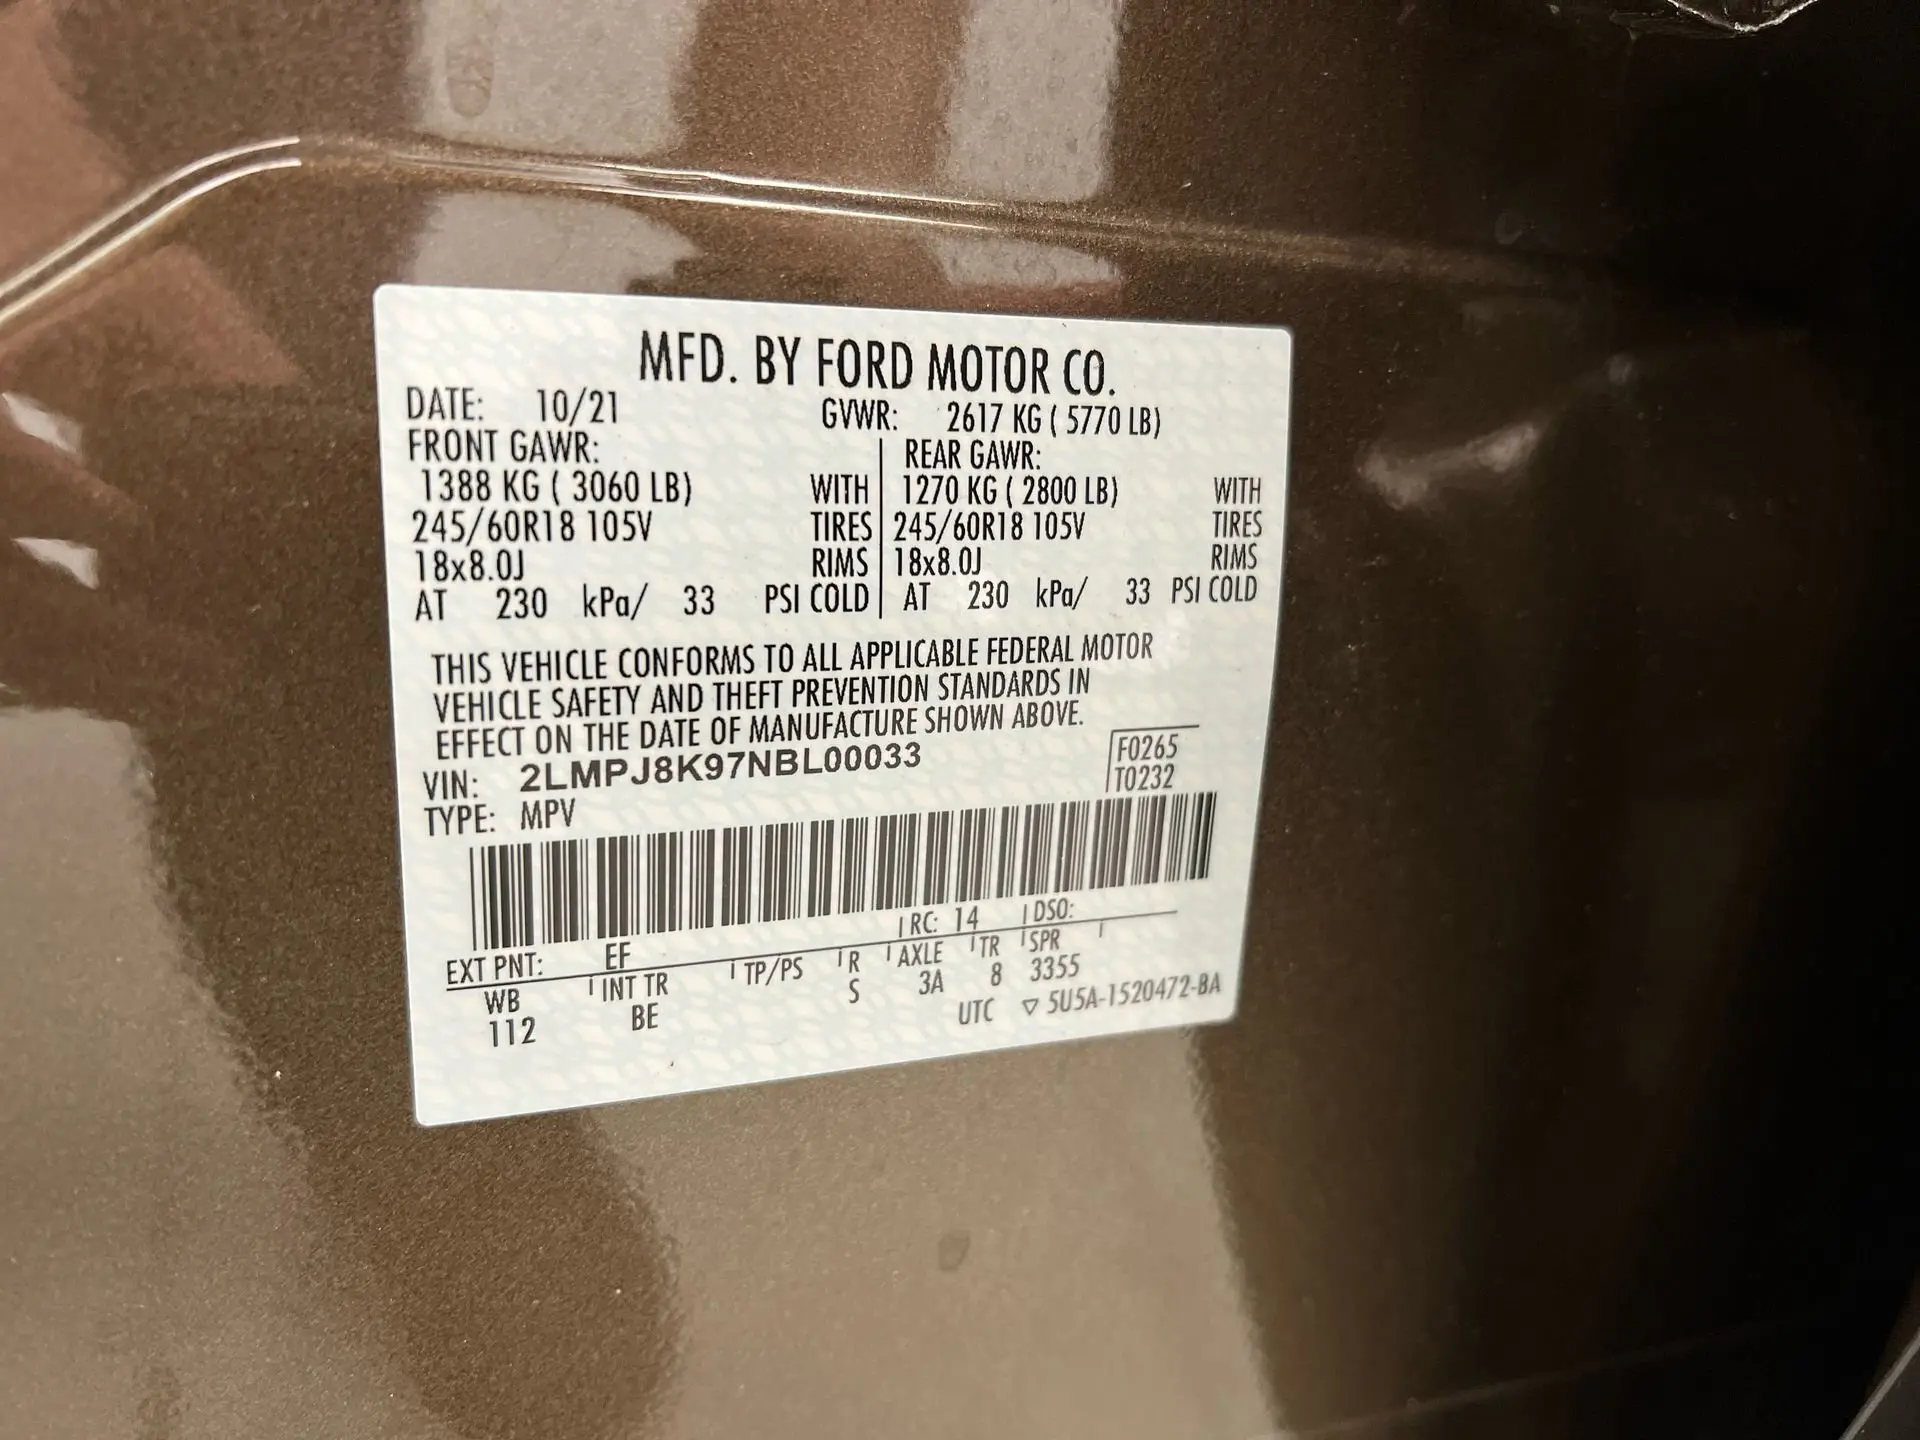 MFD. BY FORD MOTOR CO.
DATE: 10/21 GVWR: 2617 KG ( 5770 LB)
FRONT GAWR: REAR GAWR:
1388 KG ( 3060 LB) WITH 1270 KG ( 2800 LB) WITH
245/60R18 105V TIRES 245/60R18 105V TIRES
18x8.0J RIMS 18x8.0J RIMS
AT 230 kPa/ 33 PSI COLD AT 230 kPa/ 33 PSI COLD
THIS VEHICLE CONFORMS TO ALL APPLICABLE FEDERAL MOTOR
VEHICLE SAFETY AND THEFT PREVENTION STANDARDS IN
EFFECT ON THE DATE OF MANUFACTURE SHOWN ABOVE.
VIN: 2LMPJ8K97NBL00033 F0265
TYPE: MPV T0232
EXT PNT: EF RC: 14 DSO:
WB INT TR TP/PS R AXLE TR SPR
112 BE S 3A 8 3355
UTC ▽ 5U5A-1520472-BA